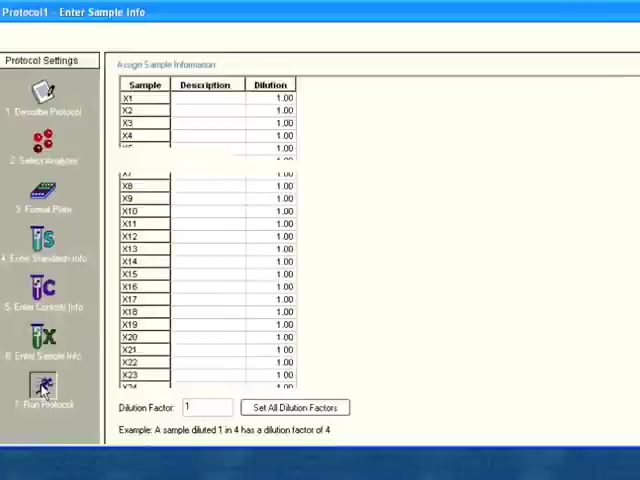 Protocol1 - Enter Sample Info
Protocol Settings
1. Describe Protocol
2. Select Analytes
3. Format Plate
4. Enter Standards Info
5. Enter Controls Info
6. Enter Sample Info
7. Run Protocol
Assign Sample Information
Sample Description Dilution
X1 1.00
X2 1.00
X3 1.00
X4 1.00
X7 1.00
X8 1.00
X9 1.00
X10 1.00
X11 1.00
X12 1.00
X13 1.00
X14 1.00
X15 1.00
X16 1.00
X17 1.00
X18 1.00
X19 1.00
X20 1.00
X21 1.00
X22 1.00
X23 1.00
X24 1.00
Dilution Factor: 1 Set All Dilution Factors
Example: A sample diluted 1 in 4 has a dilution factor of 4